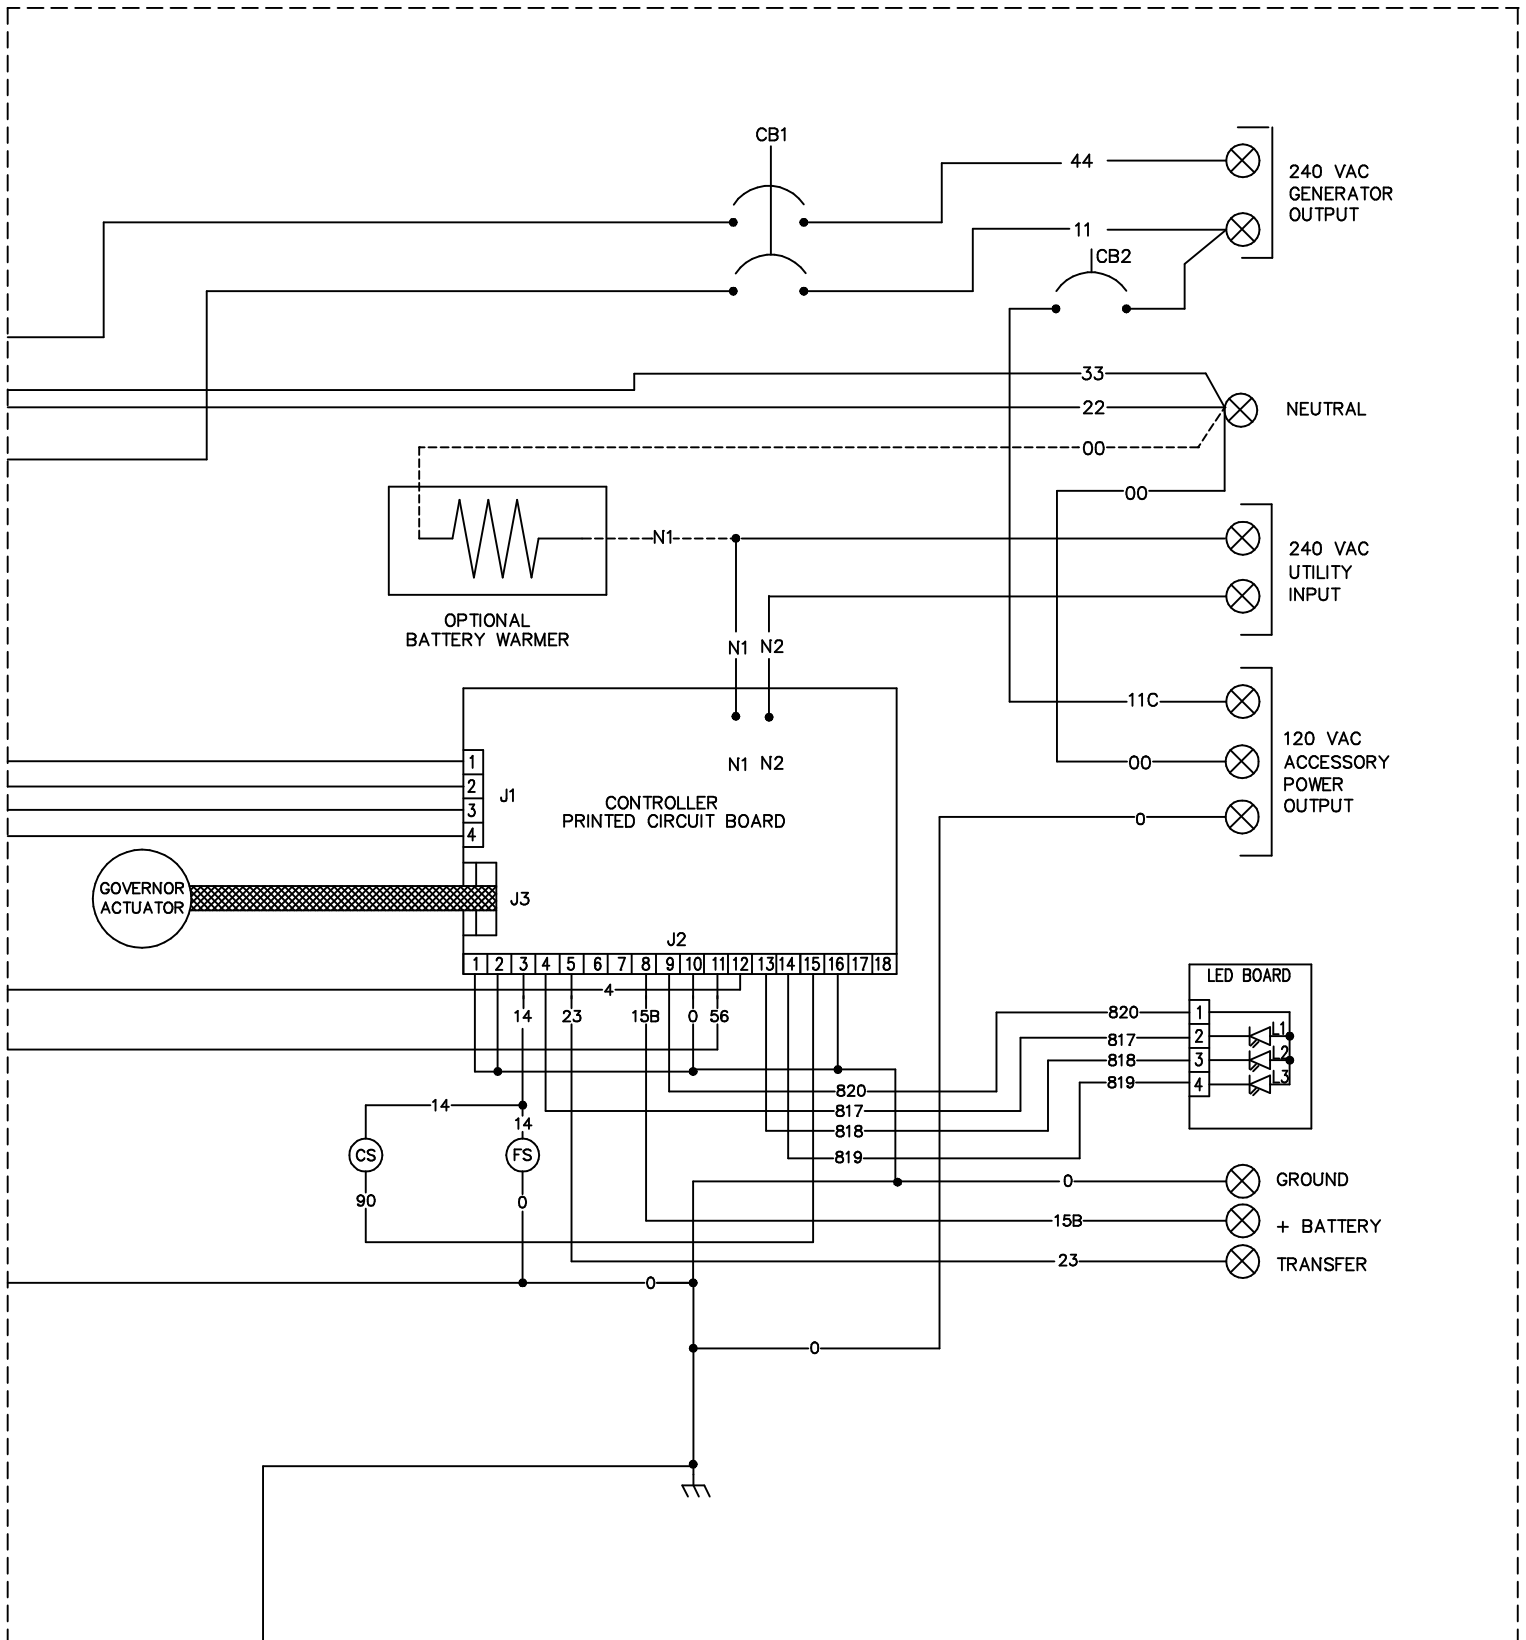 CB1
44
240 VAC
GENERATOR
OUTPUT
11
CB2
33
22
NEUTRAL
00
00
N1
240 VAC
UTILITY
INPUT
OPTIONAL
BATTERY WARMER
N1 N2
11C
120 VAC
ACCESSORY
POWER
OUTPUT
00
0
N1 N2
1
2
3
4
J1
CONTROLLER
PRINTED CIRCUIT BOARD
GOVERNOR
ACTUATOR
J3
J2
1 2 3 4 5 6 7 8 9 10 11 12 13 14 15 16 17 18
4
14 23 15B 0 56
LED BOARD
820 1
817 2 L1
818 3 L2
819 4 L3
820
817
818
819
14
14
CS
FS
90
0
0 GROUND
15B + BATTERY
23 TRANSFER
0
0